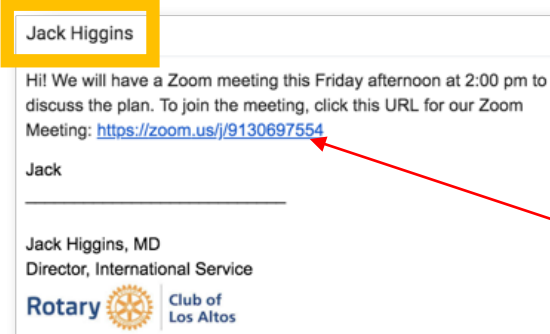 Jack Higgins
Hi! We will have a Zoom meeting this Friday afternoon at 2:00 pm to
discuss the plan. To join the meeting, click this URL for our Zoom
Meeting: https://zoom.us/j/9130697554
Jack
Jack Higgins, MD
Director, International Service
Rotary
Club of
Los Altos